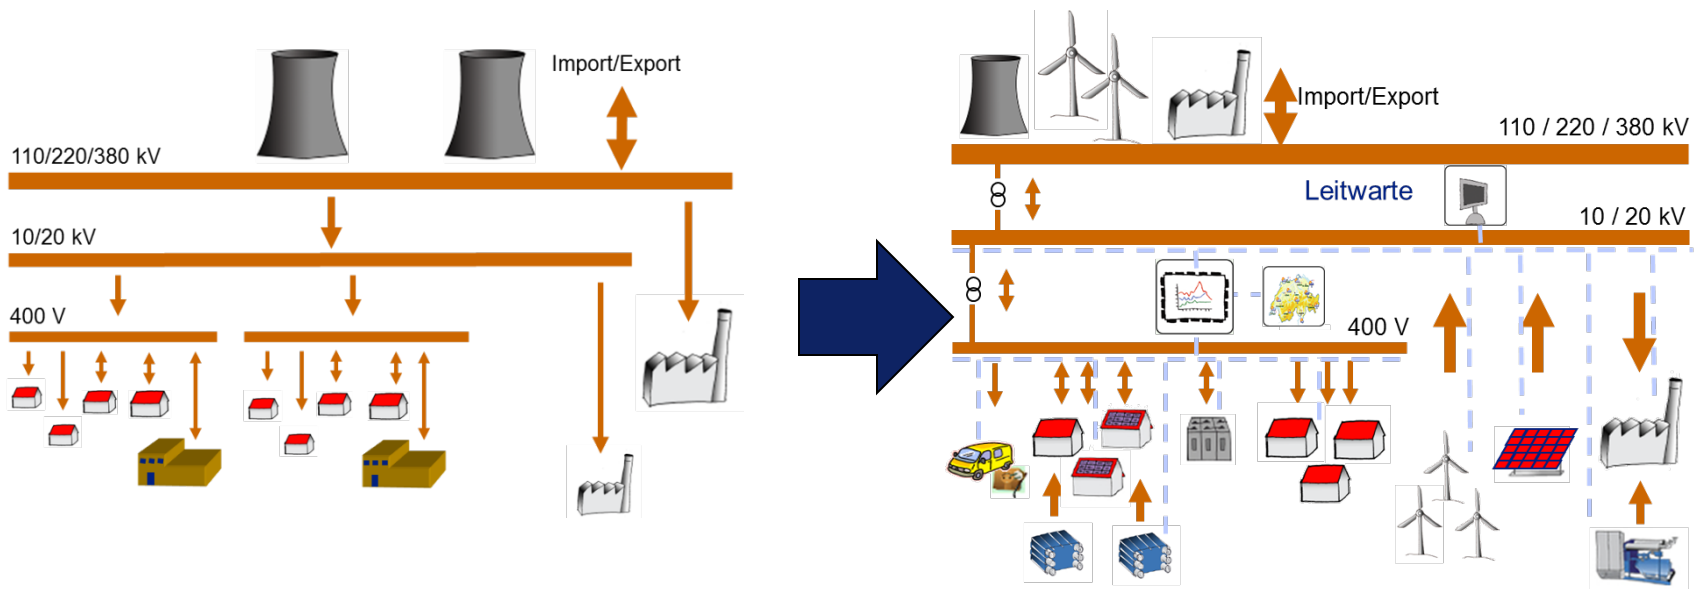 Import/Export
110/220/380 kV
10/20 kV
400 V
Import/Export
110 / 220 / 380 kV
Leitwarte
10 / 20 kV
400 V